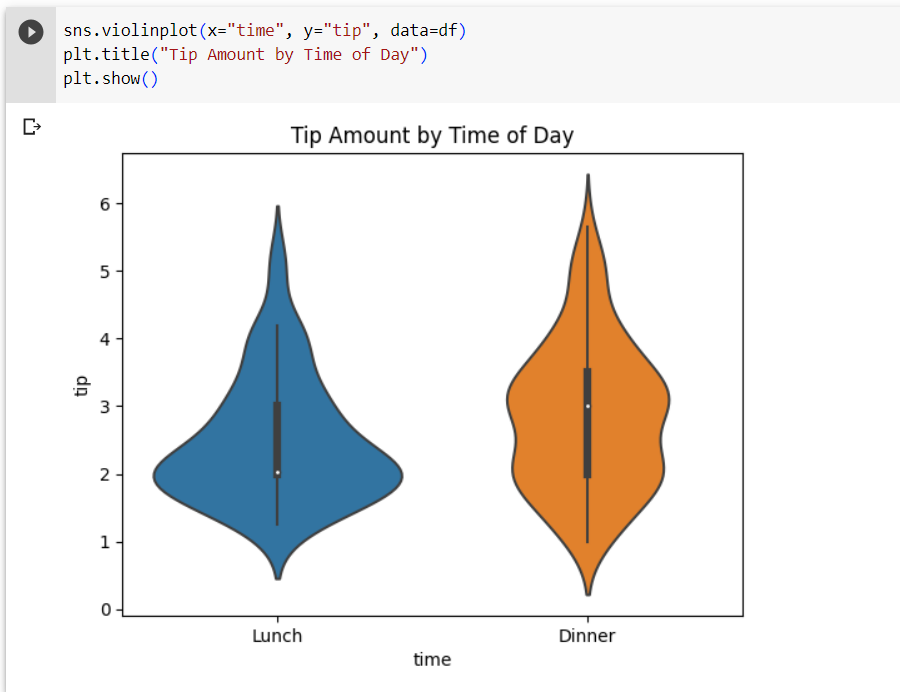 sns.violinplot(x="time", y="tip", data=df)
plt.title("Tip Amount by Time of Day")
plt.show()
Tip Amount by Time of Day
6
5
4
3
2
1
0
tip
Lunch Dinner
time